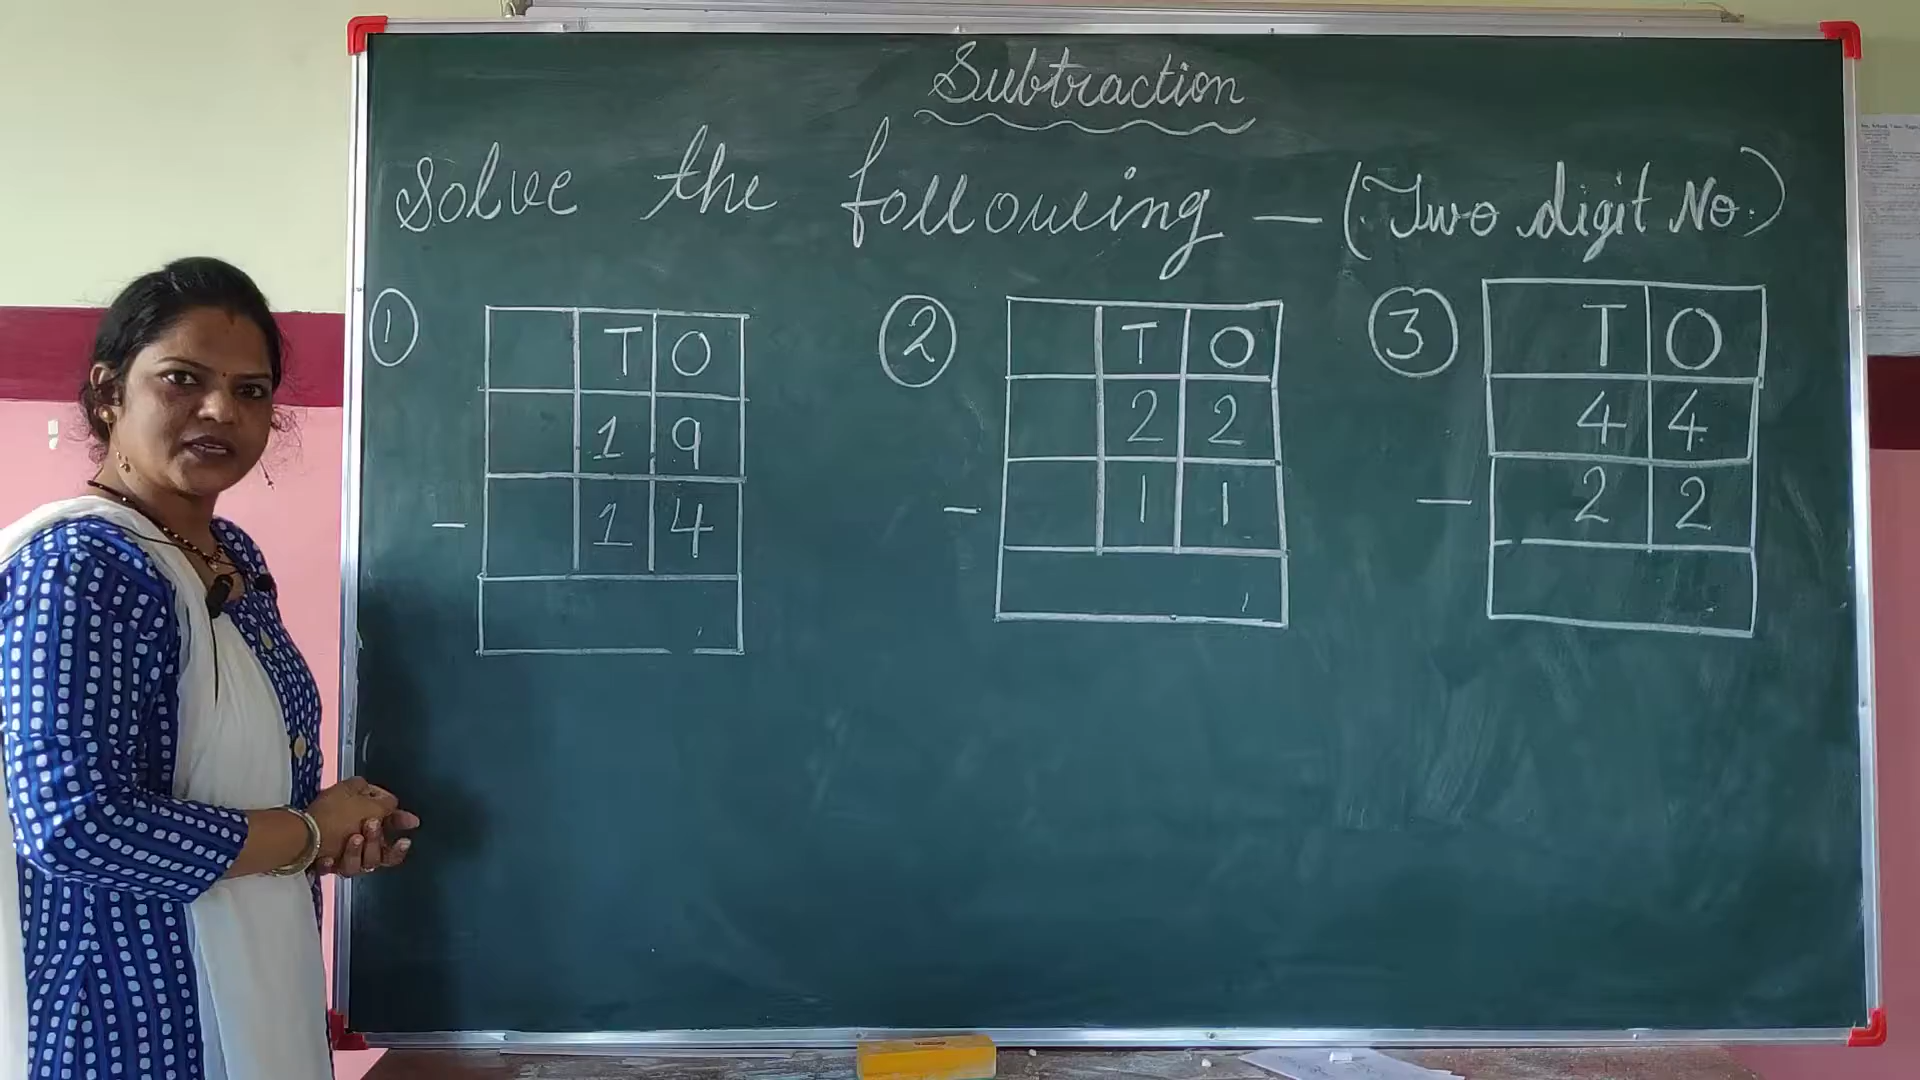 Subtraction
Solve the following — (Two digit No.)
① T O
1 9
— 1 4
② T O
2 2
— 1 1
③ T O
4 4
— 2 2